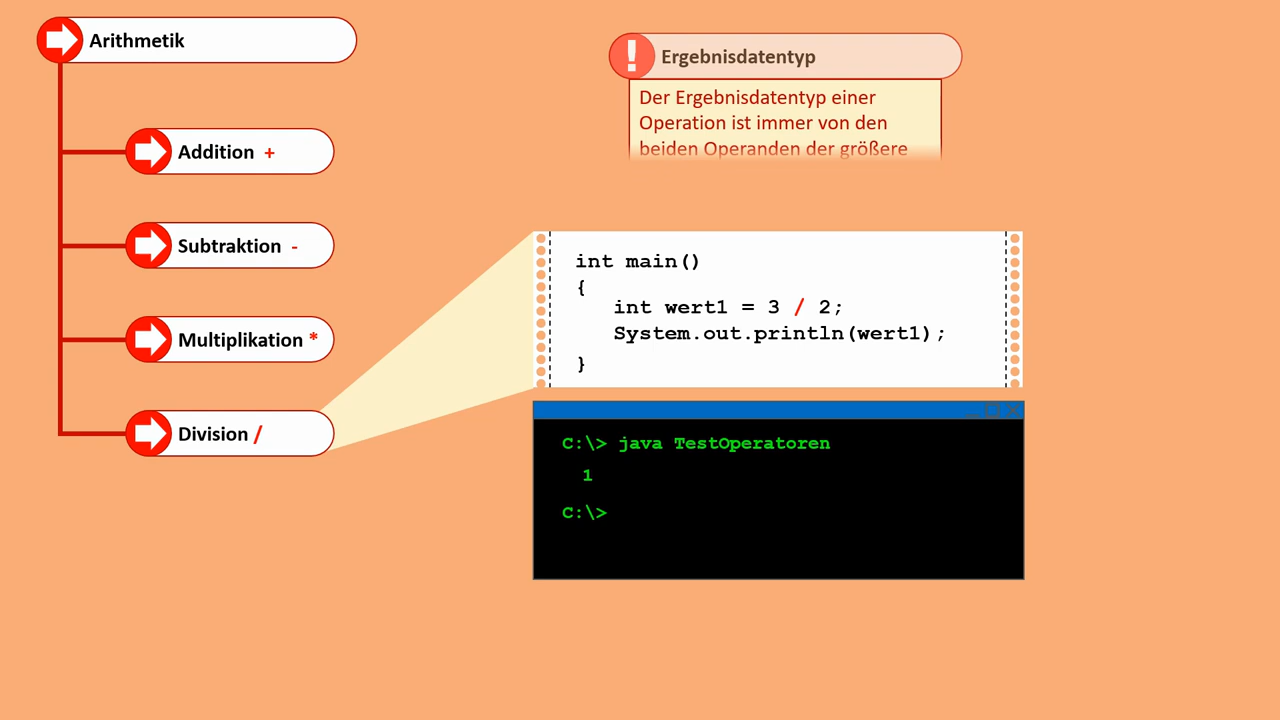 Arithmetik
Addition +
Subtraktion -
Multiplikation *
Division /
! Ergebnisdatentyp
Der Ergebnisdatentyp einer
Operation ist immer von den
beiden Operanden der größere
int main()
{
int wert1 = 3 / 2;
System.out.println(wert1);
}
C:\> java TestOperatoren
1
C:\>